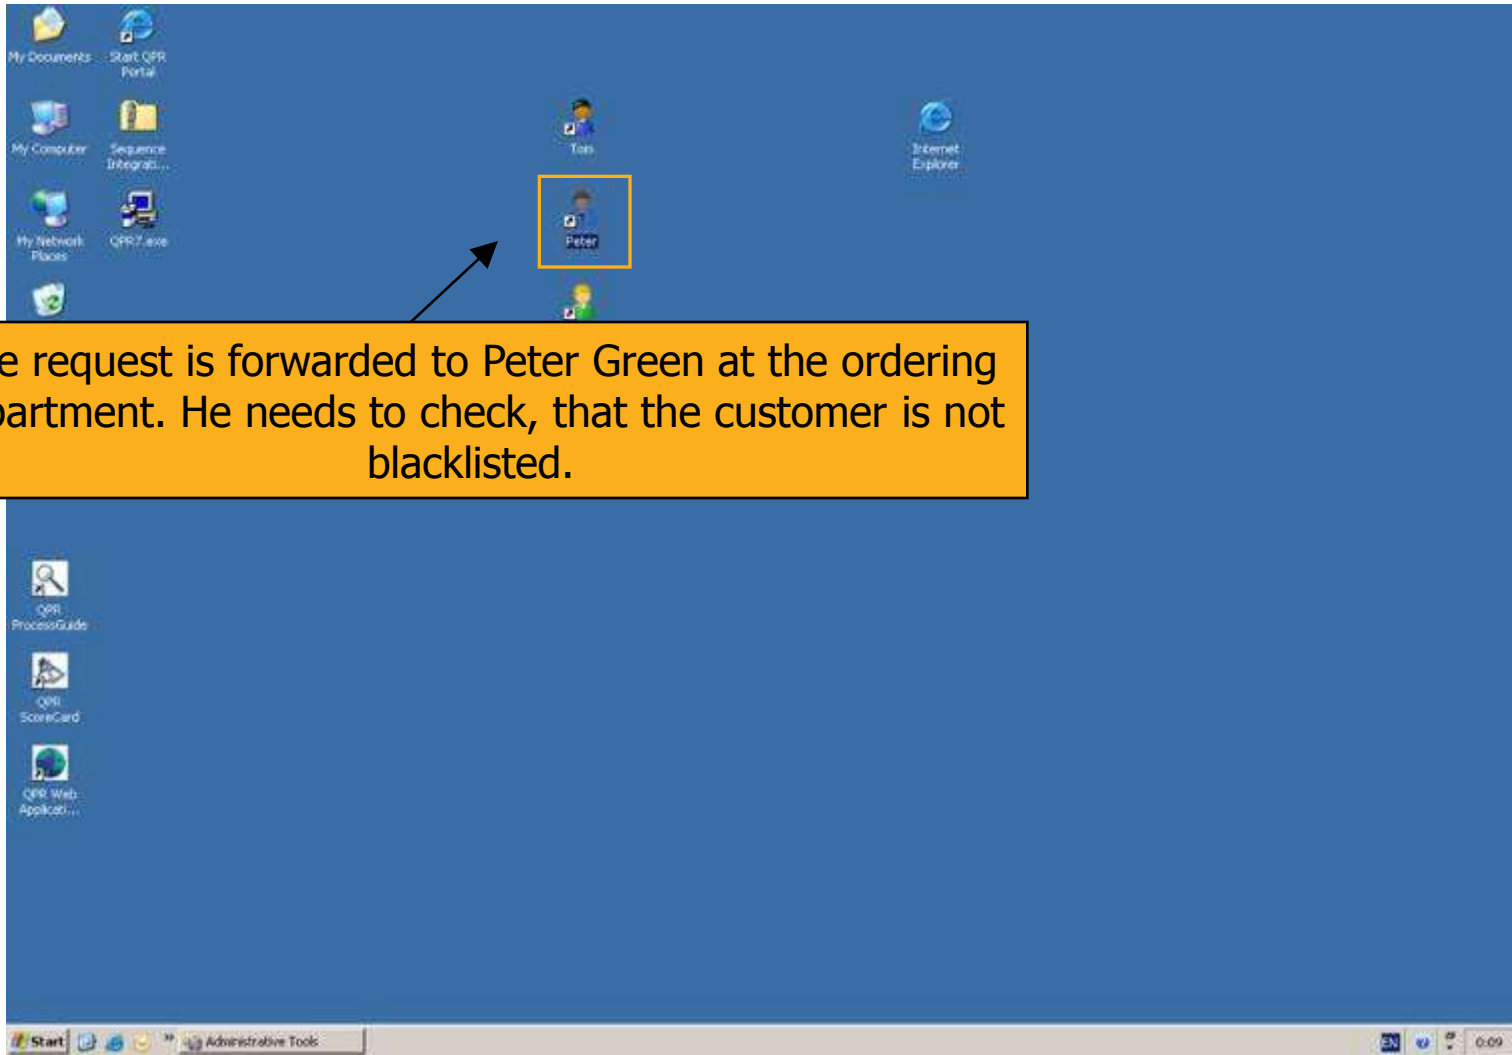 My Documents
Start QPR
Portal
My Computer
Sequence
Integrati...
Tom
Internet
Explorer
My Network
Places
QPR7.exe
Peter
e request is forwarded to Peter Green at the ordering
partment. He needs to check, that the customer is not
blacklisted.
QPR
ProcessGuide
QPR
ScoreCard
QPR Web
Applicati...
Start
Administrative Tools
EN
0:09